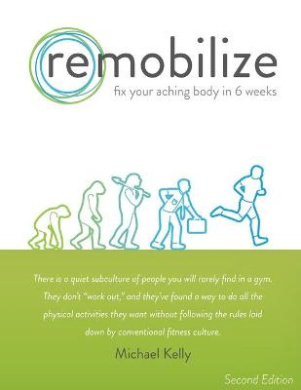 remobilize
fix your aching body in 6 weeks
There is a quiet subculture of people you will rarely find in a gym.
They don't "work out," and they've found a way to do all the
physical activities they want without following the rules laid
down by conventional fitness culture.
Michael Kelly
Second Edition